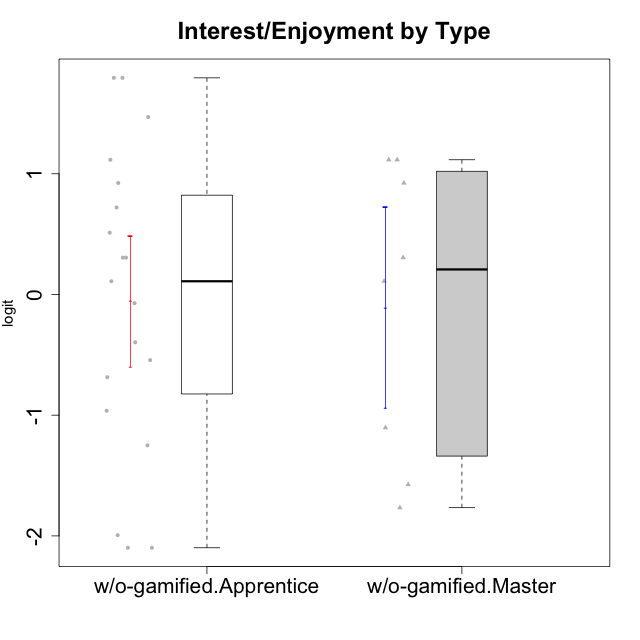 Interest/Enjoyment by Type
logit
1
0
-1
-2
w/o-gamified.Apprentice
w/o-gamified.Master